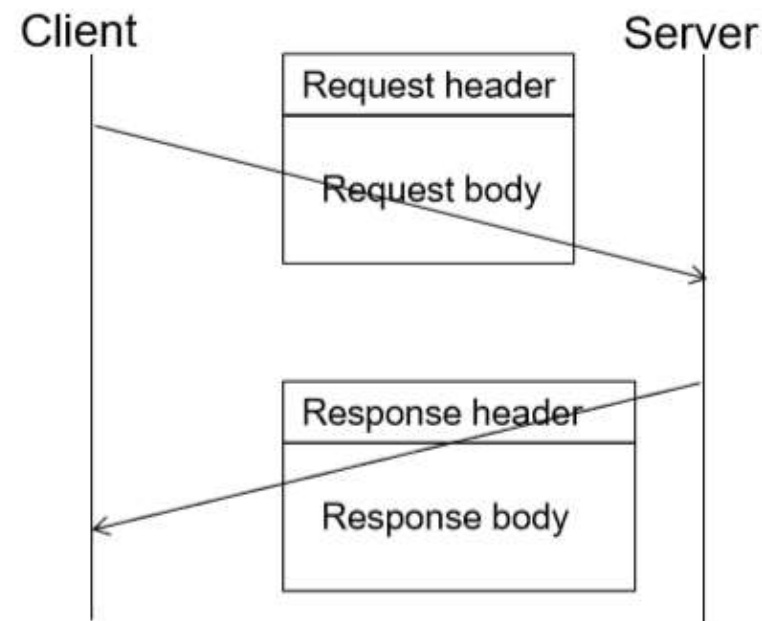 Client
Server
Request header
Request body
Response header
Response body